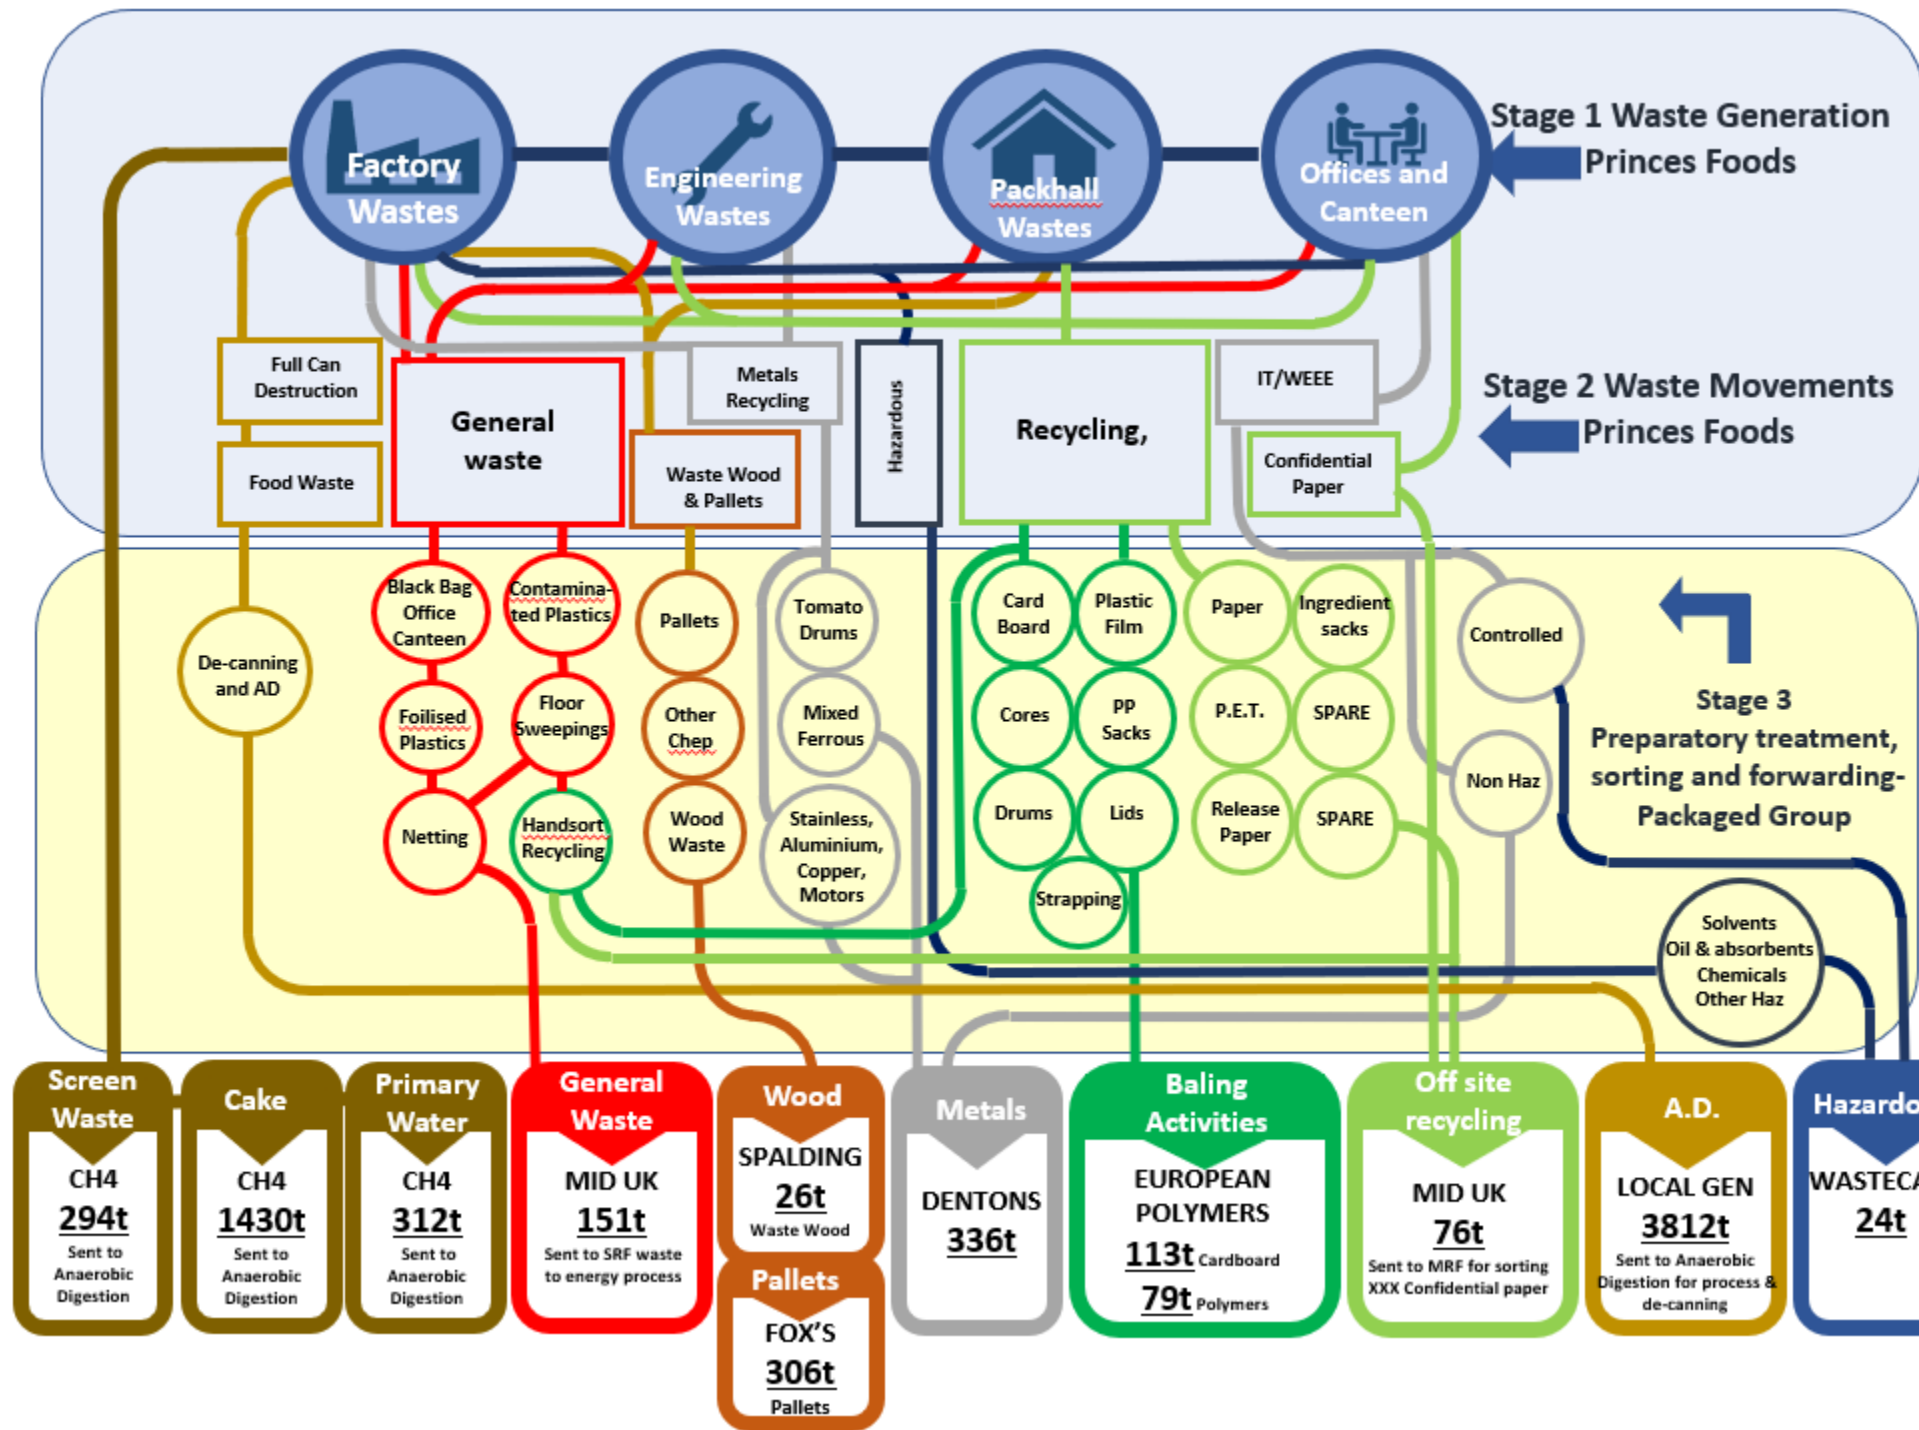 Factory
Wastes
Engineering
Wastes
Packhall
Wastes
Offices and
Canteen
Stage 1 Waste Generation
Princes Foods
Full Can
Destruction
Food Waste
General
waste
Metals
Recycling
Waste Wood
& Pallets
Hazardous
Recycling,
IT/WEEE
Confidential
Paper
Stage 2 Waste Movements
Princes Foods
De-canning
and AD
Black Bag
Office
Canteen
Contamina-
ted Plastics
Foilised
Plastics
Floor
Sweepings
Netting
Handsort
Recycling
Pallets
Other
Chep
Wood
Waste
Tomato
Drums
Mixed
Ferrous
Stainless,
Aluminium,
Copper,
Motors
Card
Board
Plastic
Film
Cores
PP
Sacks
Drums
Lids
Strapping
Paper
Ingredient
sacks
P.E.T.
SPARE
Release
Paper
SPARE
Controlled
Non Haz
Stage 3
Preparatory treatment,
sorting and forwarding-
Packaged Group
Solvents
Oil & absorbents
Chemicals
Other Haz
Screen
Waste
CH4
294t
Sent to
Anaerobic
Digestion
Cake
CH4
1430t
Sent to
Anaerobic
Digestion
Primary
Water
CH4
312t
Sent to
Anaerobic
Digestion
General
Waste
MID UK
151t
Sent to SRF waste
to energy process
Wood
SPALDING
26t
Waste Wood
Pallets
FOX'S
306t
Pallets
Metals
DENTONS
336t
Baling
Activities
EUROPEAN
POLYMERS
113t Cardboard
79t Polymers
Off site
recycling
MID UK
76t
Sent to MRF for sorting
XXX Confidential paper
A.D.
LOCAL GEN
3812t
Sent to Anaerobic
Digestion for process &
de-canning
Hazardo
WASTECA
24t